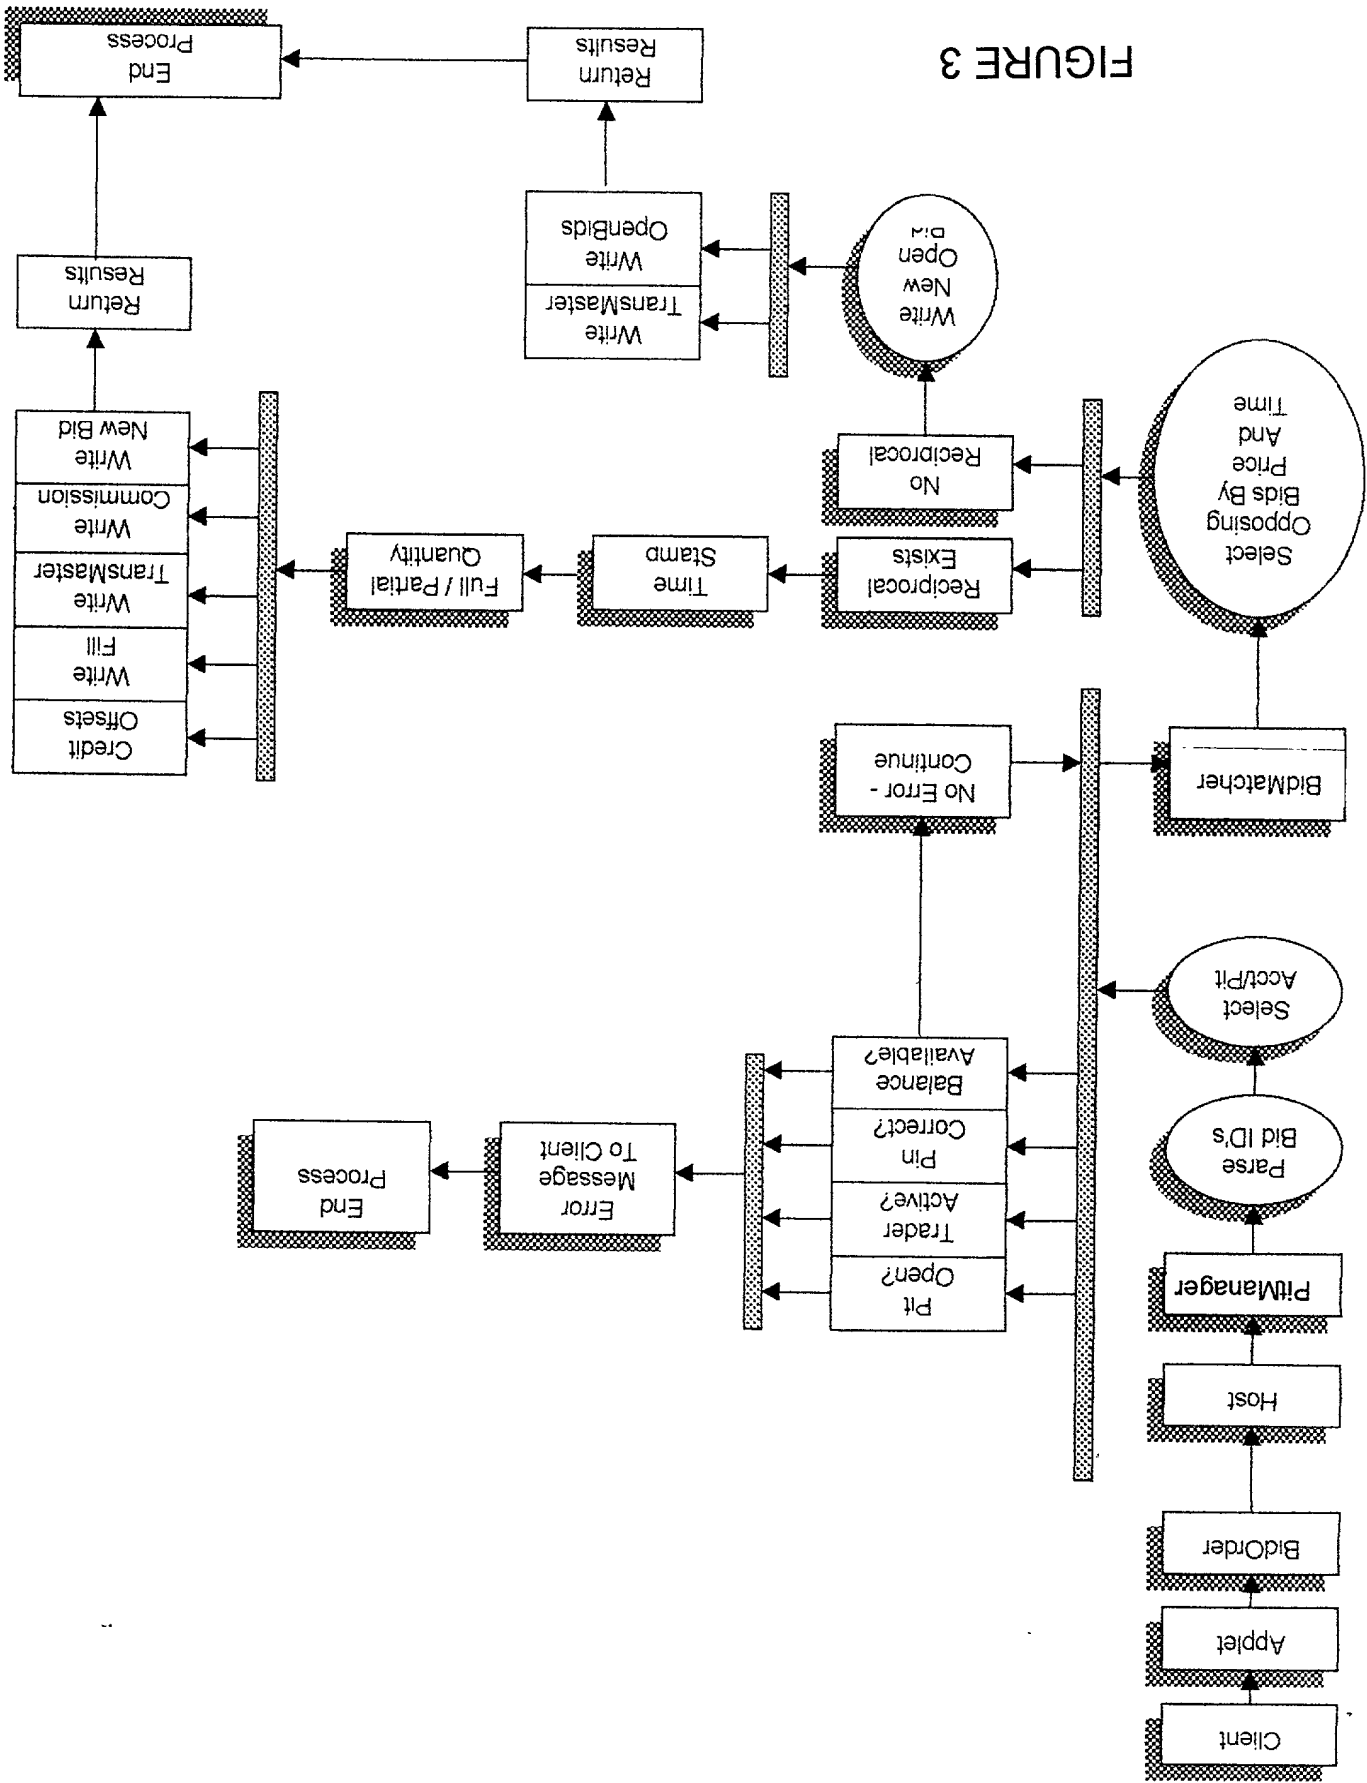 Client
Applet
BidOrder
Host
PitManager
Parse
Bid ID's
Select
Acct/Pit
Pit
Open?
Trader
Active?
Pin
Correct?
Balance
Available?
Error
Message
To Client
End
Process
No Error -
Continue
BidMatcher
Select
Opposing
Bids By
Price
And
Time
Reciprocal
Exists
No
Reciprocal
Time
Stamp
Full / Partial
Quantity
Credit
Offsets
Write
Fill
Write
TransMaster
Write
Commission
Write
New Bid
Return
Results
Write
New
Open
Bid
Write
TransMaster
Write
OpenBids
Return
Results
End
Process
FIGURE 3